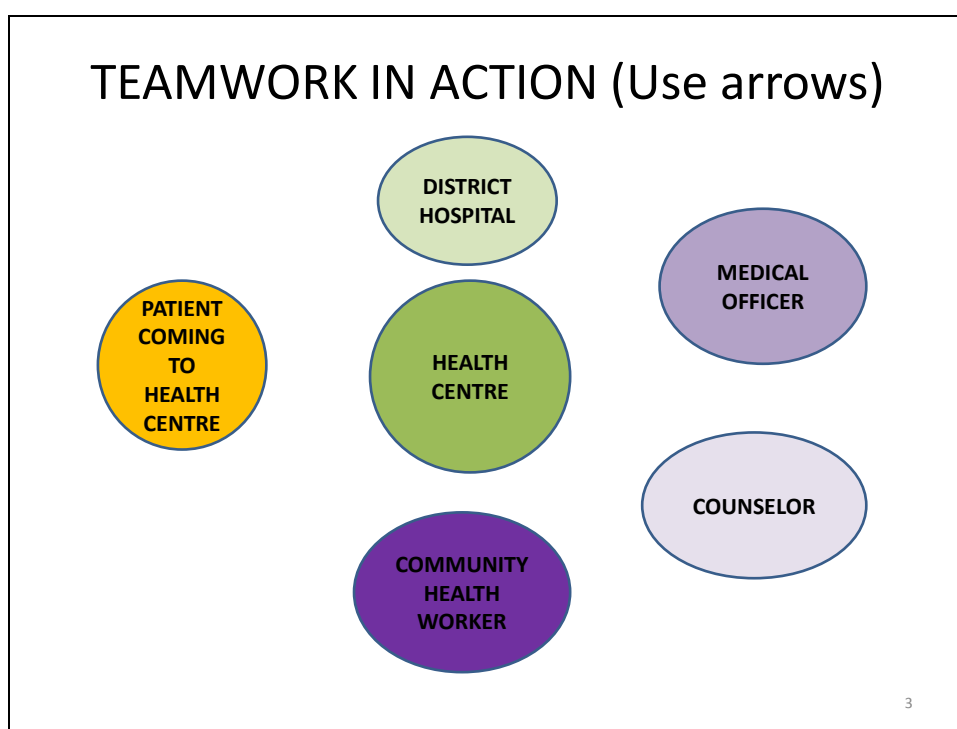 TEAMWORK IN ACTION (Use arrows)
DISTRICT
HOSPITAL
MEDICAL
OFFICER
PATIENT
COMING
TO
HEALTH
CENTRE
HEALTH
CENTRE
COUNSELOR
COMMUNITY
HEALTH
WORKER
3